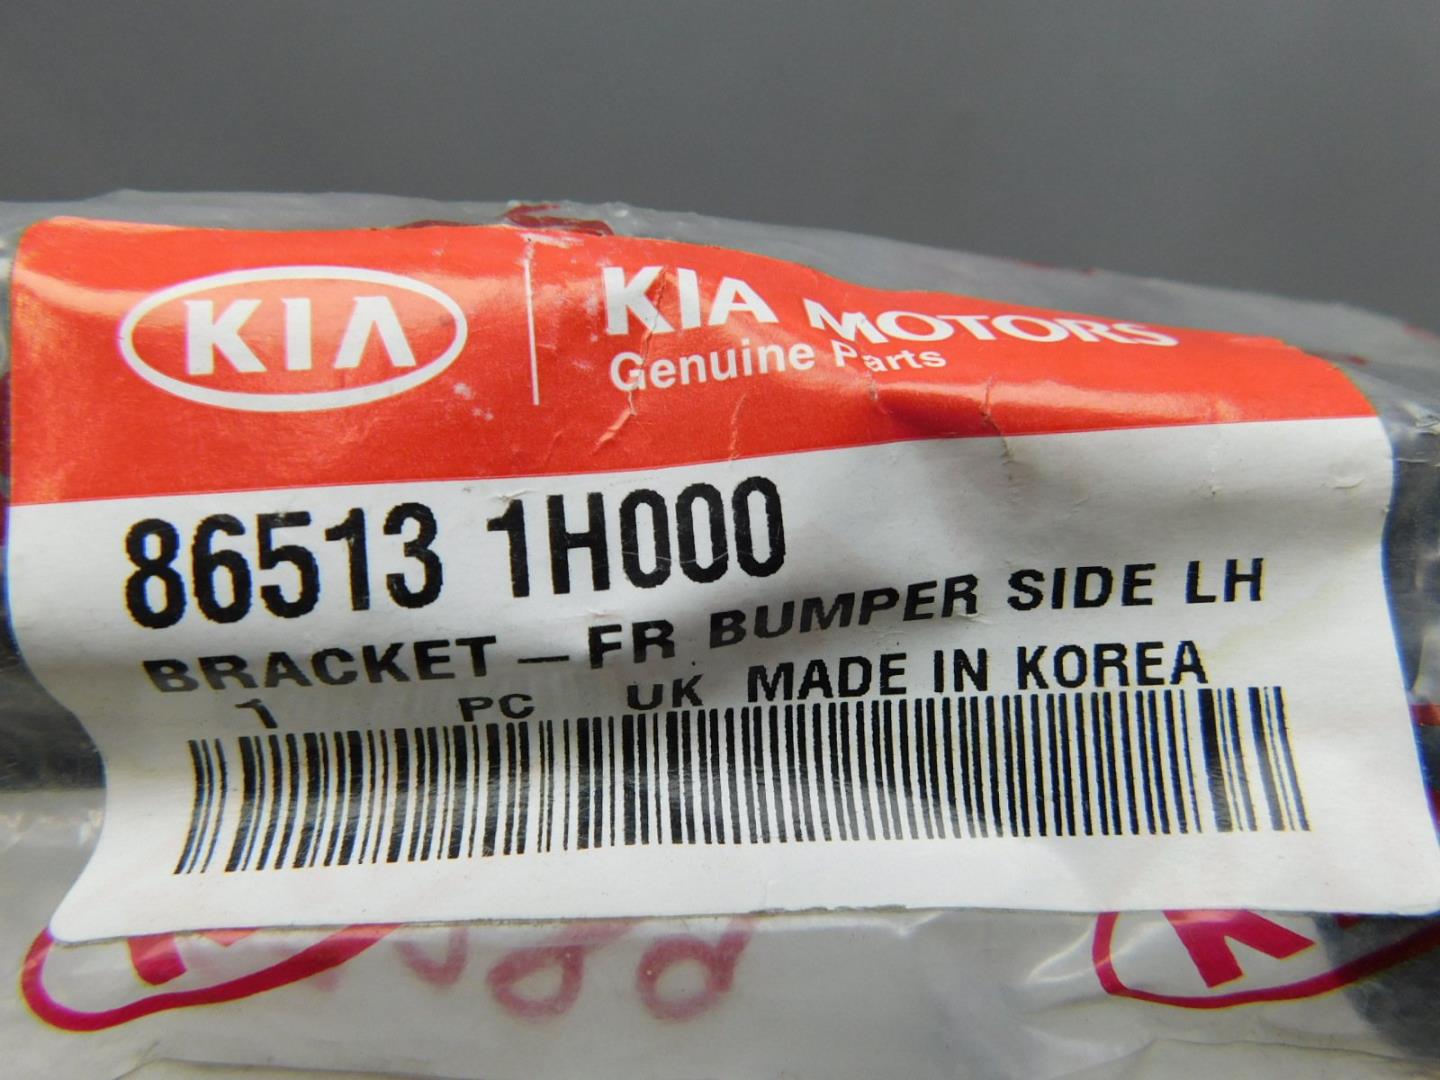 KIA
KIA MOTORS
Genuine Parts
86513 1H000
BRACKET-FR BUMPER SIDE LH
1 PC UK MADE IN KOREA